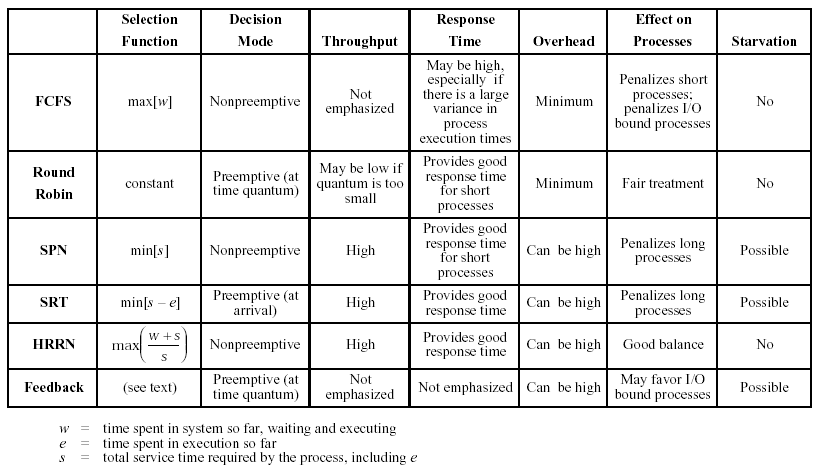 Selection Function Decision Mode Throughput Response Time Overhead Effect on Processes Starvation
FCFS max[w] Nonpreemptive Not emphasized May be high, especially if there is a large variance in process execution times Minimum Penalizes short processes; penalizes I/O bound processes No
Round Robin constant Preemptive (at time quantum) May be low if quantum is too small Provides good response time for short processes Minimum Fair treatment No
SPN min[s] Nonpreemptive High Provides good response time for short processes Can be high Penalizes long processes Possible
SRT min[s – e] Preemptive (at arrival) High Provides good response time Can be high Penalizes long processes Possible
HRRN max((w + s)/s) Nonpreemptive High Provides good response time Can be high Good balance No
Feedback (see text) Preemptive (at time quantum) Not emphasized Not emphasized Can be high May favor I/O bound processes Possible
w = time spent in system so far, waiting and executing
e = time spent in execution so far
s = total service time required by the process, including e